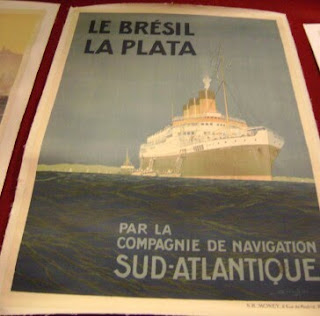 LE BRÉSIL
LA PLATA
PAR LA
COMPAGNIE DE NAVIGATION
SUD-ATLANTIQUE